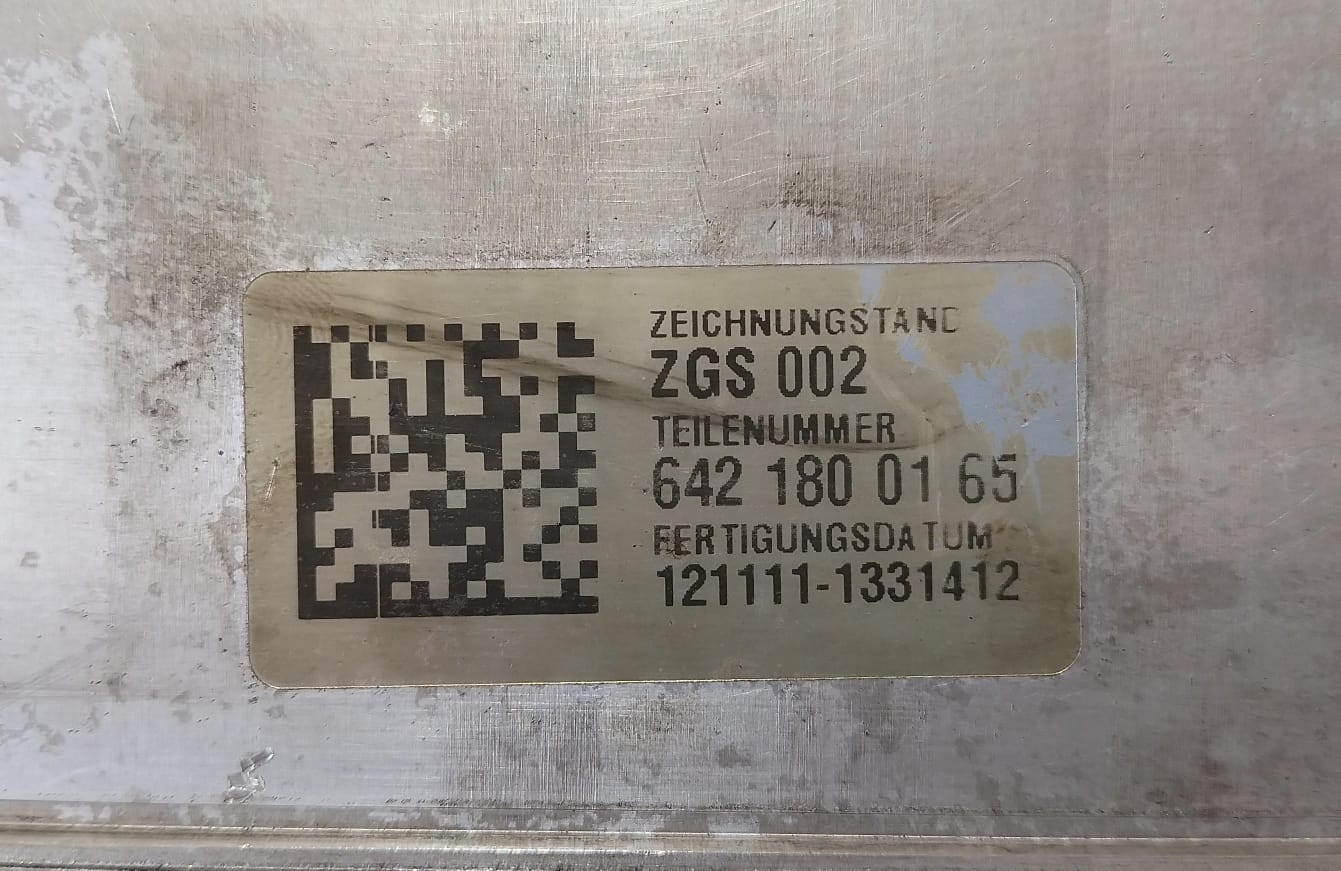 ZEICHNUNGSTAND
ZGS 002
TEILENUMMER
642 180 01 65
FERTIGUNGSDATUM
121111-1331412